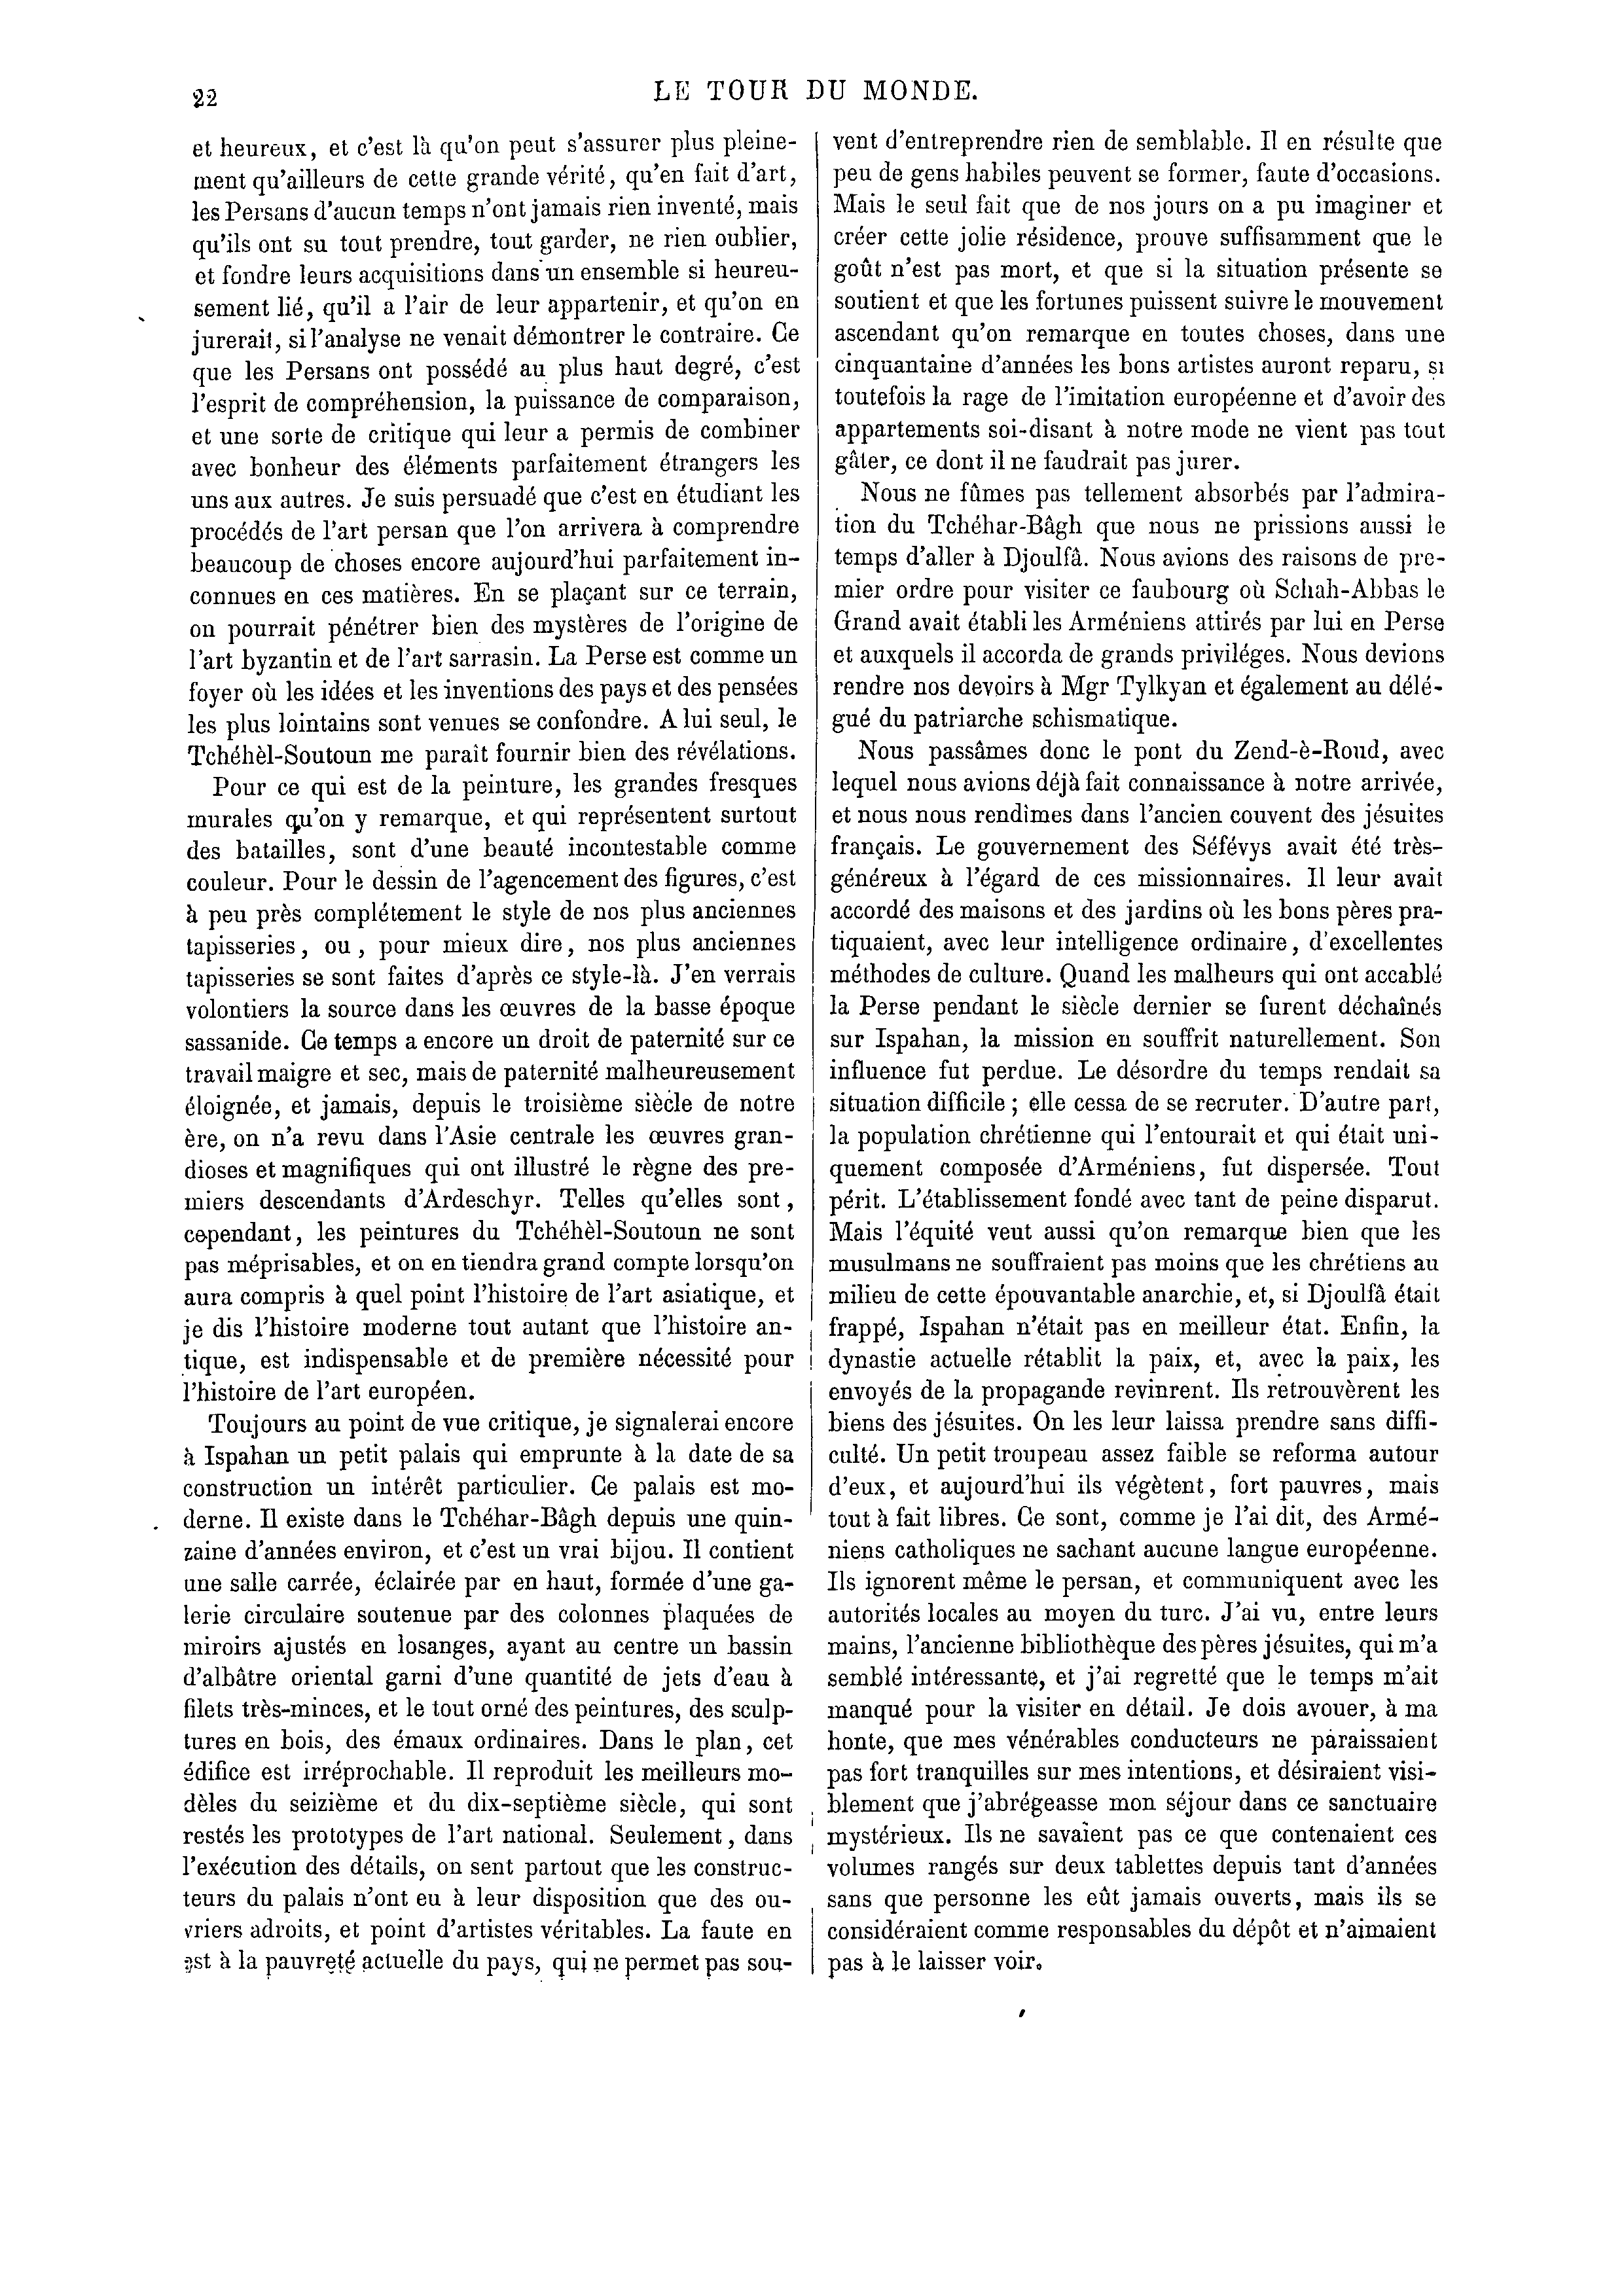 22
LE TOUR DU MONDE.
et heureux, et c'est là qu'on peut s'assurer plus pleine-
ment qu'ailleurs de cette grande vérité, qu'en fait d'art,
les Persans d'aucun temps n'ont jamais rien inventé, mais
qu'ils ont su tout prendre, tout garder, ne rien oublier,
et fondre leurs acquisitions dans un ensemble si heureu-
sement lié, qu'il a l'air de leur appartenir, et qu'on en
jurerait, si l'analyse ne venait démontrer le contraire. Ce
que les Persans ont possédé au plus haut degré, c'est
l'esprit de compréhension, la puissance de comparaison,
et une sorte de critique qui leur a permis de combiner
avec bonheur des éléments parfaitement étrangers les
uns aux autres. Je suis persuadé que c'est en étudiant les
procédés de l'art persan que l'on arrivera à comprendre
beaucoup de choses encore aujourd'hui parfaitement in-
connues en ces matières. En se plaçant sur ce terrain,
on pourrait pénétrer bien des mystères de l'origine de
l'art byzantin et de l'art sarrasin. La Perse est comme un
foyer où les idées et les inventions des pays et des pensées
les plus lointains sont venues se confondre. A lui seul, le
Tchéhèl-Soutoun me paraît fournir bien des révélations.
Pour ce qui est de la peinture, les grandes fresques
murales qu'on y remarque, et qui représentent surtout
des batailles, sont d'une beauté incontestable comme
couleur. Pour le dessin de l'agencement des figures, c'est
à peu près complétement le style de nos plus anciennes
tapisseries, ou, pour mieux dire, nos plus anciennes
tapisseries se sont faites d'après ce style-là. J'en verrais
volontiers la source dans les œuvres de la basse époque
sassanide. Ce temps a encore un droit de paternité sur ce
travail maigre et sec, mais de paternité malheureusement
éloignée, et jamais, depuis le troisième siècle de notre
ère, on n'a revu dans l'Asie centrale les œuvres gran-
dioses et magnifiques qui ont illustré le règne des pre-
miers descendants d'Ardeschyr. Telles qu'elles sont,
cependant, les peintures du Tchéhèl-Soutoun ne sont
pas méprisables, et on en tiendra grand compte lorsqu'on
aura compris à quel point l'histoire de l'art asiatique, et
je dis l'histoire moderne tout autant que l'histoire an-
tique, est indispensable et de première nécessité pour
l'histoire de l'art européen.
Toujours au point de vue critique, je signalerai encore
à Ispahan un petit palais qui emprunte à la date de sa
construction un intérêt particulier. Ce palais est mo-
derne. Il existe dans le Tchéhar-Bâgh depuis une quin-
zaine d'années environ, et c'est un vrai bijou. Il contient
une salle carrée, éclairée par en haut, formée d'une ga-
lerie circulaire soutenue par des colonnes plaquées de
miroirs ajustés en losanges, ayant au centre un bassin
d'albâtre oriental garni d'une quantité de jets d'eau à
filets très-minces, et le tout orné des peintures, des sculp-
tures en bois, des émaux ordinaires. Dans le plan, cet
édifice est irréprochable. Il reproduit les meilleurs mo-
dèles du seizième et du dix-septième siècle, qui sont
restés les prototypes de l'art national. Seulement, dans
l'exécution des détails, on sent partout que les construc-
teurs du palais n'ont eu à leur disposition que des ou-
vriers adroits, et point d'artistes véritables. La faute en
est à la pauvreté actuelle du pays, qui ne permet pas sou-
vent d'entreprendre rien de semblable. Il en résulte que
peu de gens habiles peuvent se former, faute d'occasions.
Mais le seul fait que de nos jours on a pu imaginer et
créer cette jolie résidence, prouve suffisamment que le
goût n'est pas mort, et que si la situation présente se
soutient et que les fortunes puissent suivre le mouvement
ascendant qu'on remarque en toutes choses, dans une
cinquantaine d'années les bons artistes auront reparu, si
toutefois la rage de l'imitation européenne et d'avoir des
appartements soi-disant à notre mode ne vient pas tout
gâter, ce dont il ne faudrait pas jurer.
Nous ne fûmes pas tellement absorbés par l'admira-
tion du Tchéhar-Bâgh que nous ne prissions aussi le
temps d'aller à Djoulfâ. Nous avions des raisons de pre-
mier ordre pour visiter ce faubourg où Schah-Abbas le
Grand avait établi les Arméniens attirés par lui en Perse
et auxquels il accorda de grands priviléges. Nous devions
rendre nos devoirs à Mgr Tylkyan et également au délé-
gué du patriarche schismatique.
Nous passâmes donc le pont du Zend-è-Roud, avec
lequel nous avions déjà fait connaissance à notre arrivée,
et nous nous rendîmes dans l'ancien couvent des jésuites
français. Le gouvernement des Séfévys avait été très-
généreux à l'égard de ces missionnaires. Il leur avait
accordé des maisons et des jardins où les bons pères pra-
tiquaient, avec leur intelligence ordinaire, d'excellentes
méthodes de culture. Quand les malheurs qui ont accablé
la Perse pendant le siècle dernier se furent déchaînés
sur Ispahan, la mission en souffrit naturellement. Son
influence fut perdue. Le désordre du temps rendait sa
situation difficile ; elle cessa de se recruter. D'autre part,
la population chrétienne qui l'entourait et qui était uni-
quement composée d'Arméniens, fut dispersée. Tout
périt. L'établissement fondé avec tant de peine disparut.
Mais l'équité veut aussi qu'on remarque bien que les
musulmans ne souffraient pas moins que les chrétiens au
milieu de cette épouvantable anarchie, et, si Djoulfâ était
frappé, Ispahan n'était pas en meilleur état. Enfin, la
dynastie actuelle rétablit la paix, et, avec la paix, les
envoyés de la propagande revinrent. Ils retrouvèrent les
biens des jésuites. On les leur laissa prendre sans diffi-
culté. Un petit troupeau assez faible se reforma autour
d'eux, et aujourd'hui ils végètent, fort pauvres, mais
tout à fait libres. Ce sont, comme je l'ai dit, des Armé-
niens catholiques ne sachant aucune langue européenne.
Ils ignorent même le persan, et communiquent avec les
autorités locales au moyen du turc. J'ai vu, entre leurs
mains, l'ancienne bibliothèque des pères jésuites, qui m'a
semblé intéressante, et j'ai regretté que le temps m'ait
manqué pour la visiter en détail. Je dois avouer, à ma
honte, que mes vénérables conducteurs ne paraissaient
pas fort tranquilles sur mes intentions, et désiraient visi-
blement que j'abrégeasse mon séjour dans ce sanctuaire
mystérieux. Ils ne savaient pas ce que contenaient ces
volumes rangés sur deux tablettes depuis tant d'années
sans que personne les eût jamais ouverts, mais ils se
considéraient comme responsables du dépôt et n'aimaient
pas à le laisser voir.